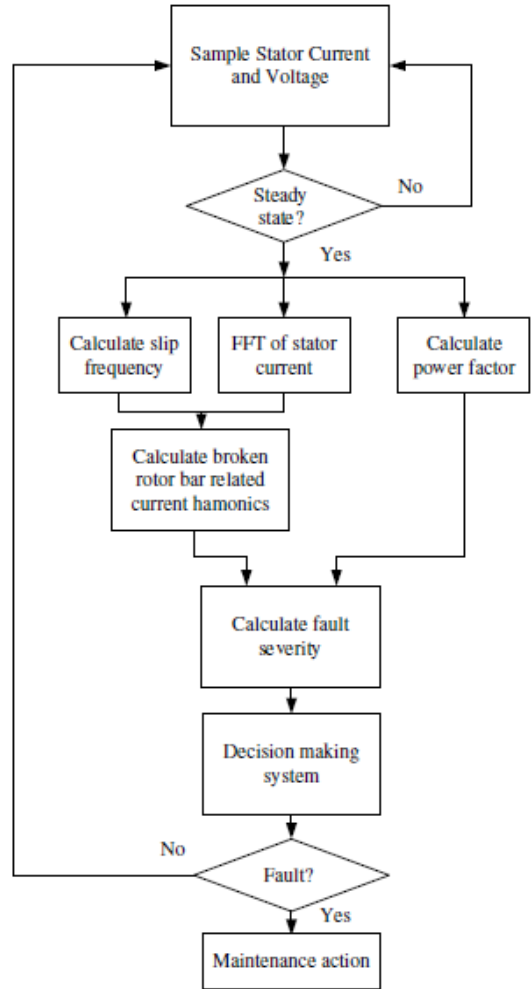 Sample Stator Current
and Voltage
Steady
state?
No
Yes
Calculate slip
frequency
FFT of stator
current
Calculate
power factor
Calculate broken
rotor bar related
current hamonics
Calculate fault
severity
Decision making
system
No
Fault?
Yes
Maintenance action